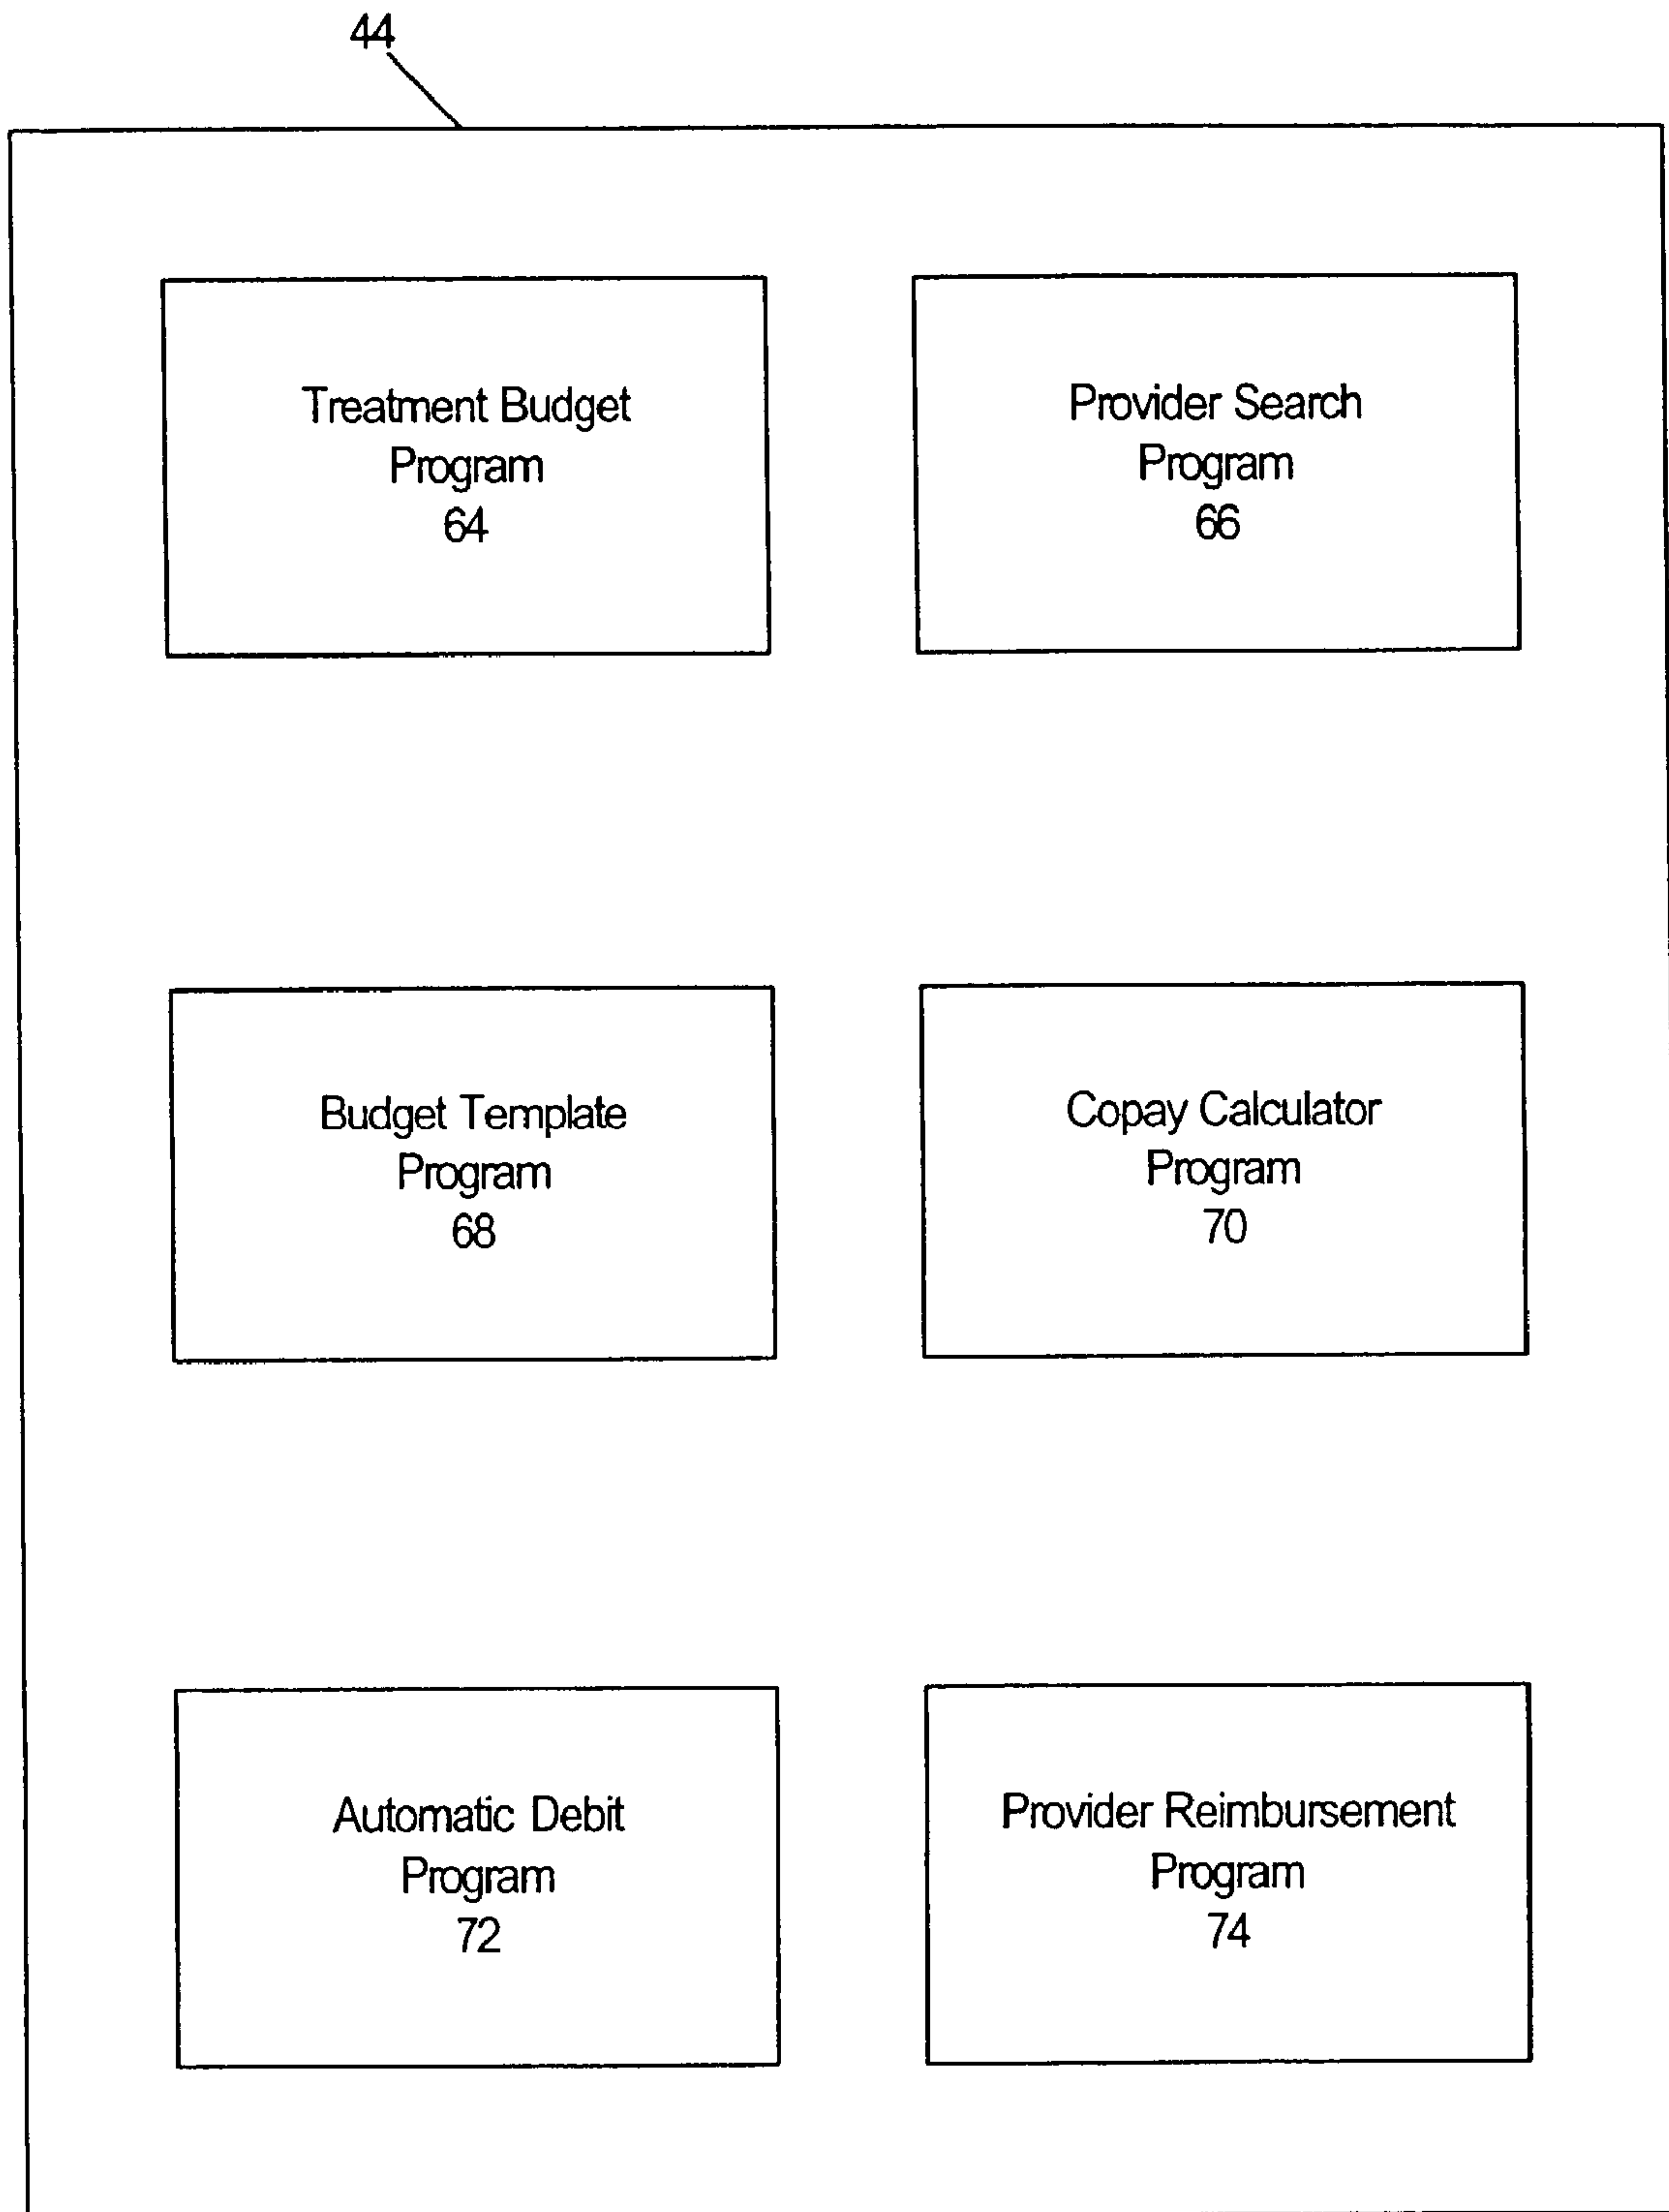 44
Treatment Budget
Program
64
Provider Search
Program
66
Budget Template
Program
68
Copay Calculator
Program
70
Automatic Debit
Program
72
Provider Reimbursement
Program
74